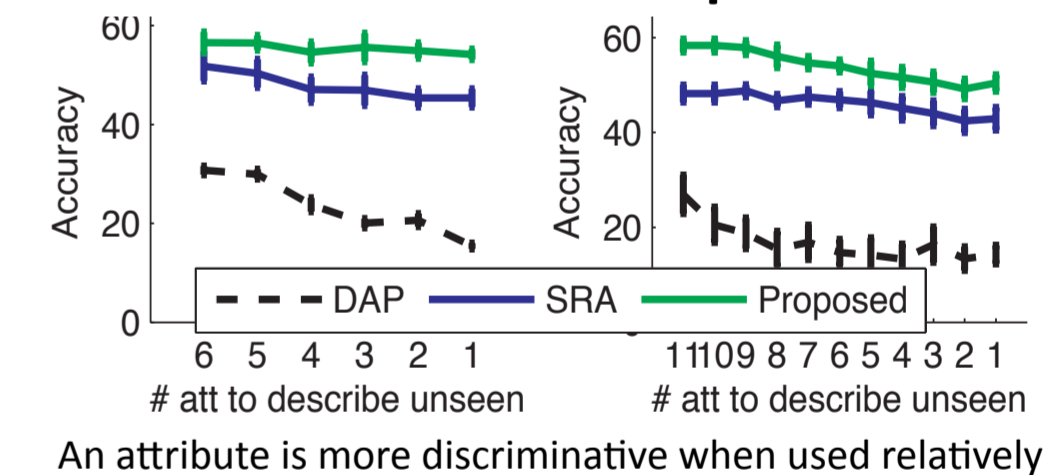 60
40
20
0
Accuracy
6 5 4 3 2 1
# att to describe unseen
60
40
20
Accuracy
11 10 9 8 7 6 5 4 3 2 1
# att to describe unseen
DAP SRA Proposed
An attribute is more discriminative when used relatively